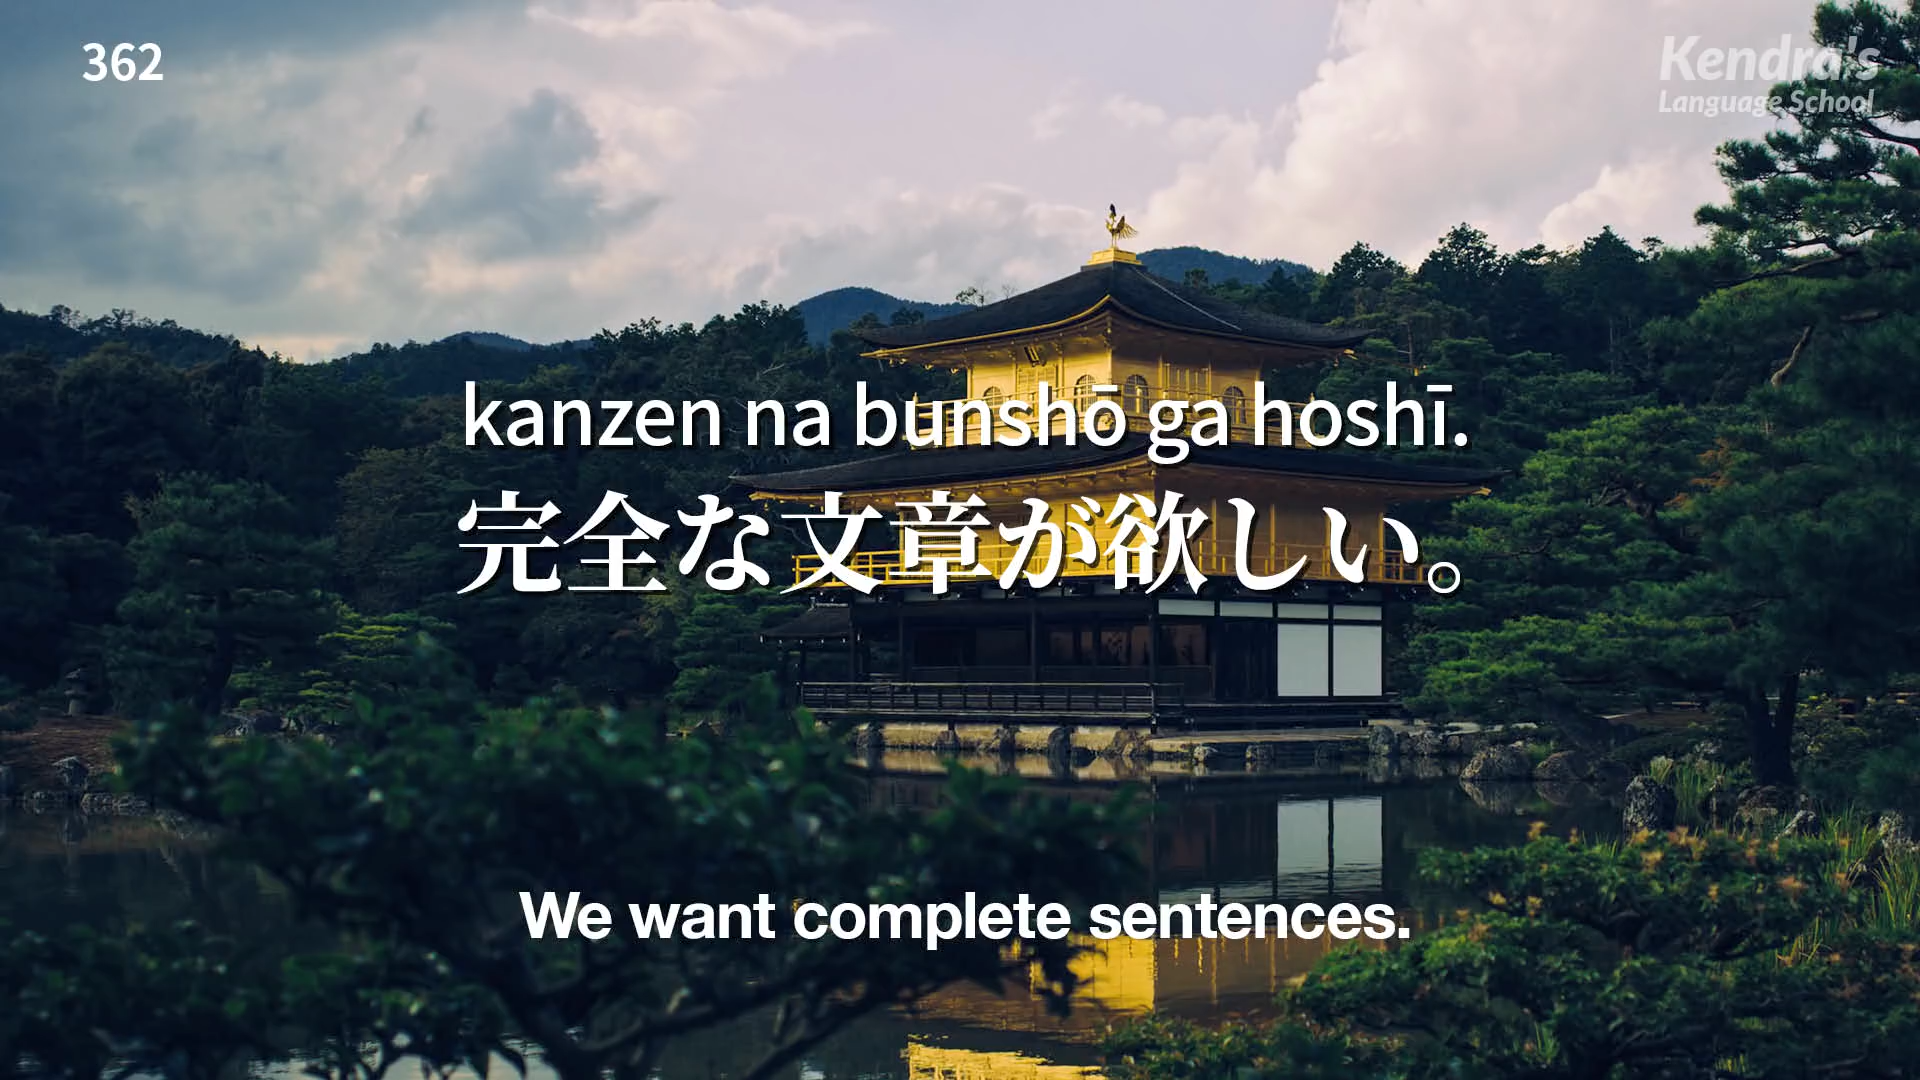 362
Kendra's
Language School
kanzen na bunshō ga hoshī.
完全な文章が欲しい。
We want complete sentences.